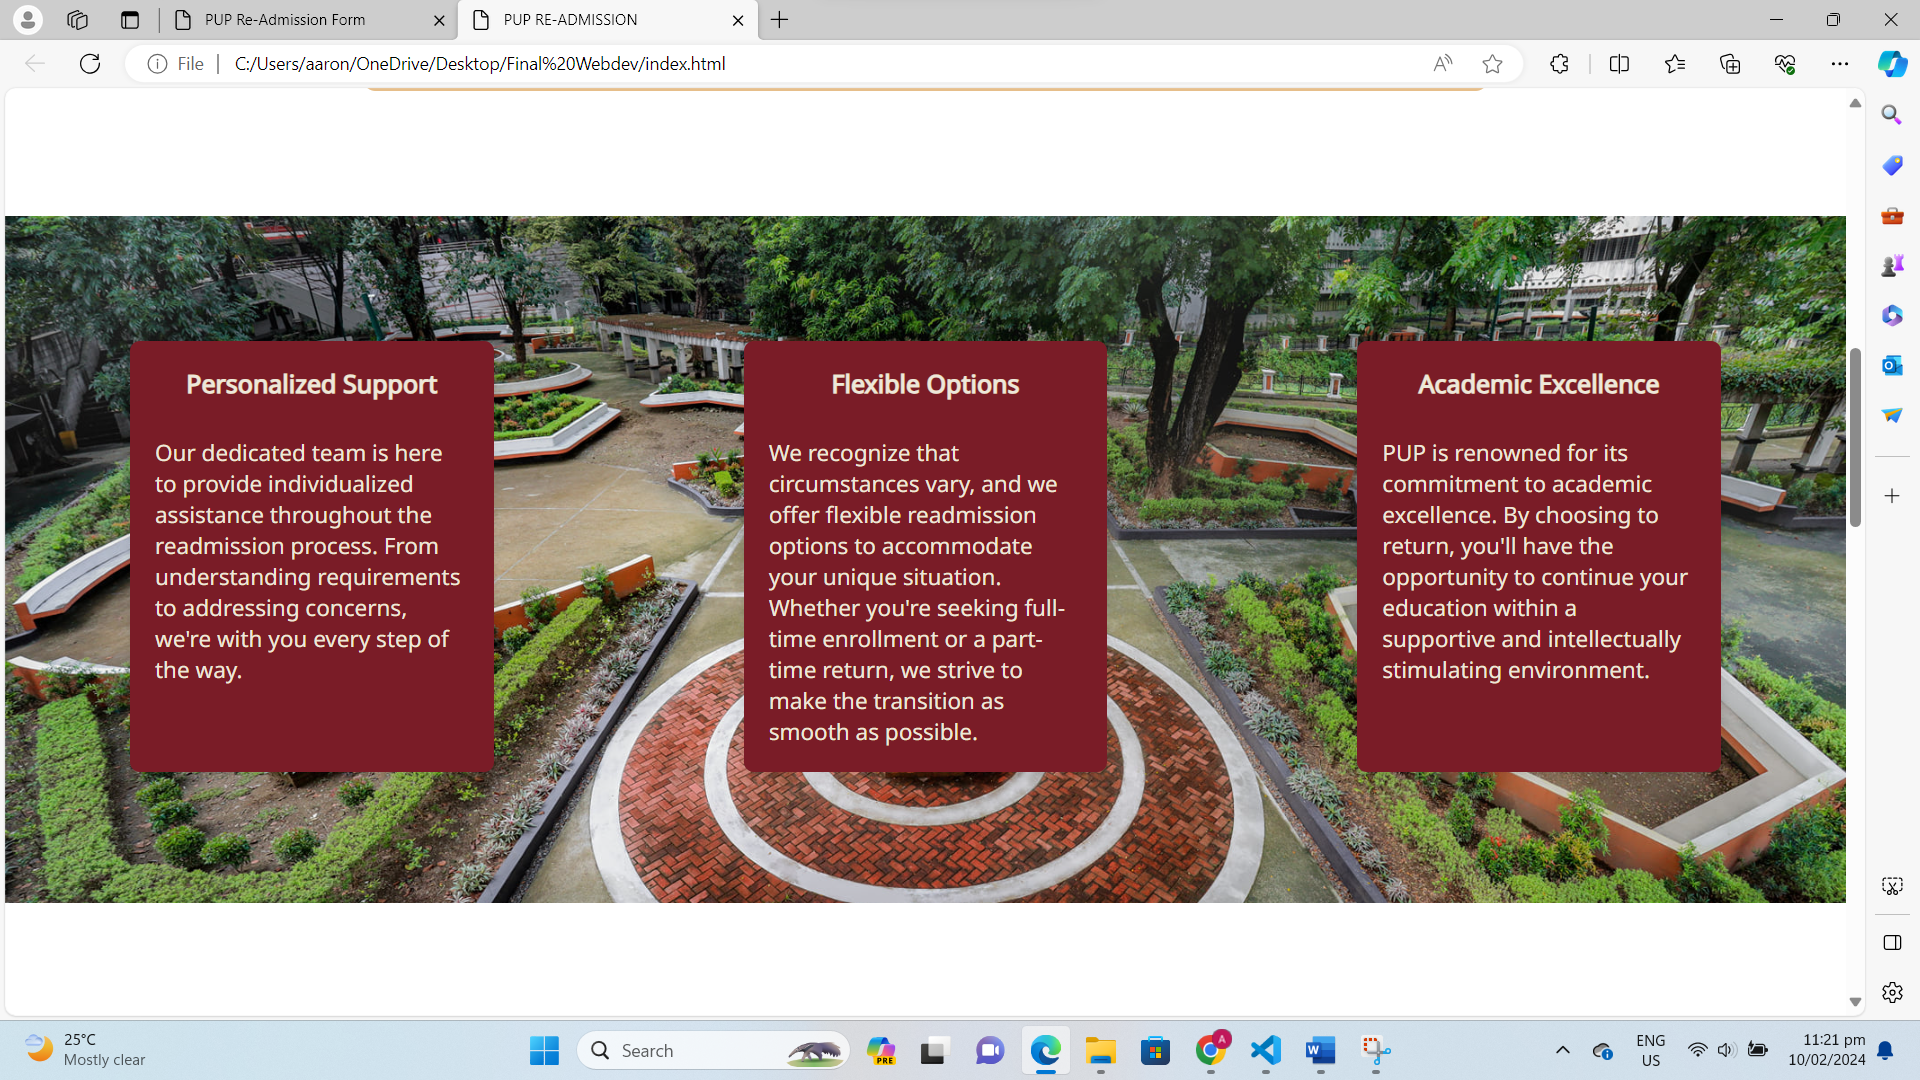 PUP Re-Admission Form
PUP RE-ADMISSION
File
C:/Users/aaron/OneDrive/Desktop/Final%20Webdev/index.html
Personalized Support
Our dedicated team is here
to provide individualized
assistance throughout the
readmission process. From
understanding requirements
to addressing concerns,
we're with you every step of
the way.
Flexible Options
We recognize that
circumstances vary, and we
offer flexible readmission
options to accommodate
your unique situation.
Whether you're seeking full-
time enrollment or a part-
time return, we strive to
make the transition as
smooth as possible.
Academic Excellence
PUP is renowned for its
commitment to academic
excellence. By choosing to
return, you'll have the
opportunity to continue your
education within a
supportive and intellectually
stimulating environment.
25°C
Mostly clear
Search
PRE
A
W
ENG
US
11:21 pm
10/02/2024